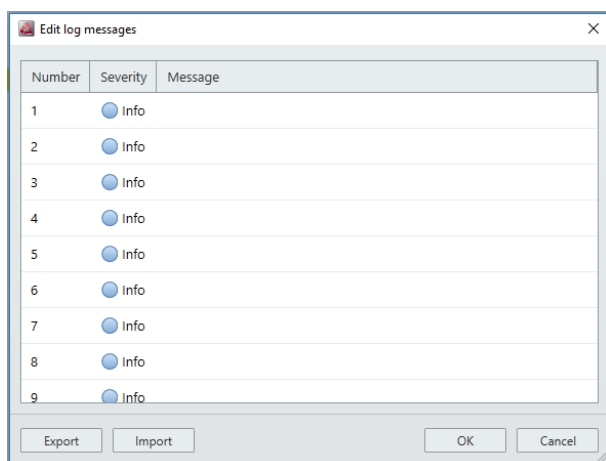 Edit log messages
Number Severity Message
1 Info
2 Info
3 Info
4 Info
5 Info
6 Info
7 Info
8 Info
9 Info
Export Import OK Cancel